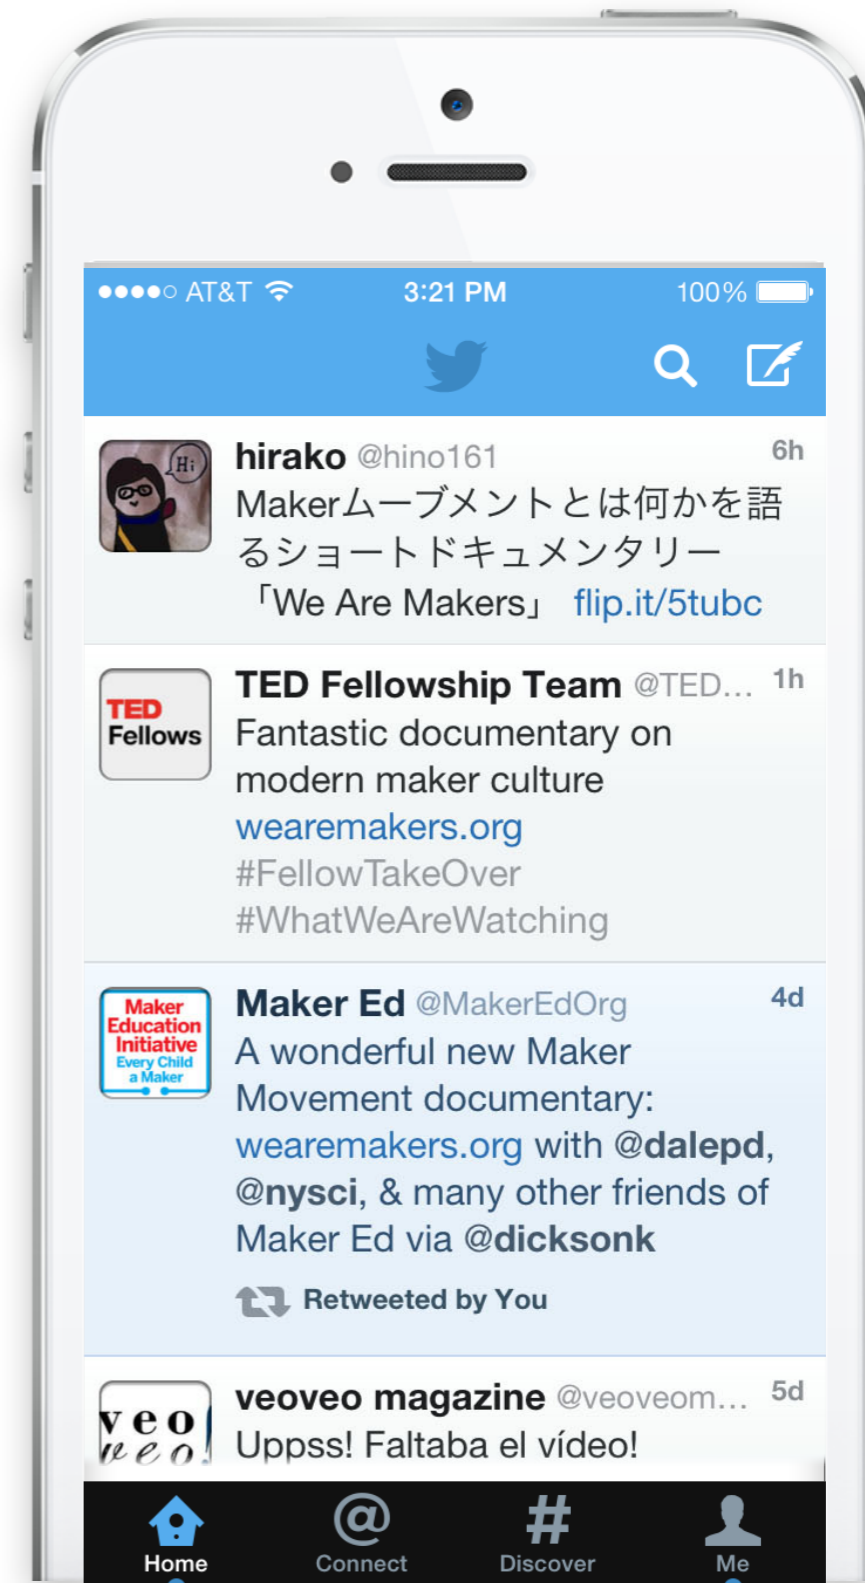 AT&T 3:21 PM 100%
hirako @hino161 6h
Hi
Makerムーブメントとは何かを語
るショートドキュメンタリー
「We Are Makers」 flip.it/5tubc
TED Fellowship Team @TED... 1h
TED
Fellows
Fantastic documentary on
modern maker culture
wearemakers.org
#FellowTakeOver
#WhatWeAreWatching
Maker Ed @MakerEdOrg 4d
Maker
Education
Initiative
Every Child
a Maker
A wonderful new Maker
Movement documentary:
wearemakers.org with @dalepd,
@nysci, & many other friends of
Maker Ed via @dicksonk
Retweeted by You
veoveo magazine @veoveom... 5d
veo
veo!
Uppss! Faltaba el vídeo!
Home Connect Discover Me